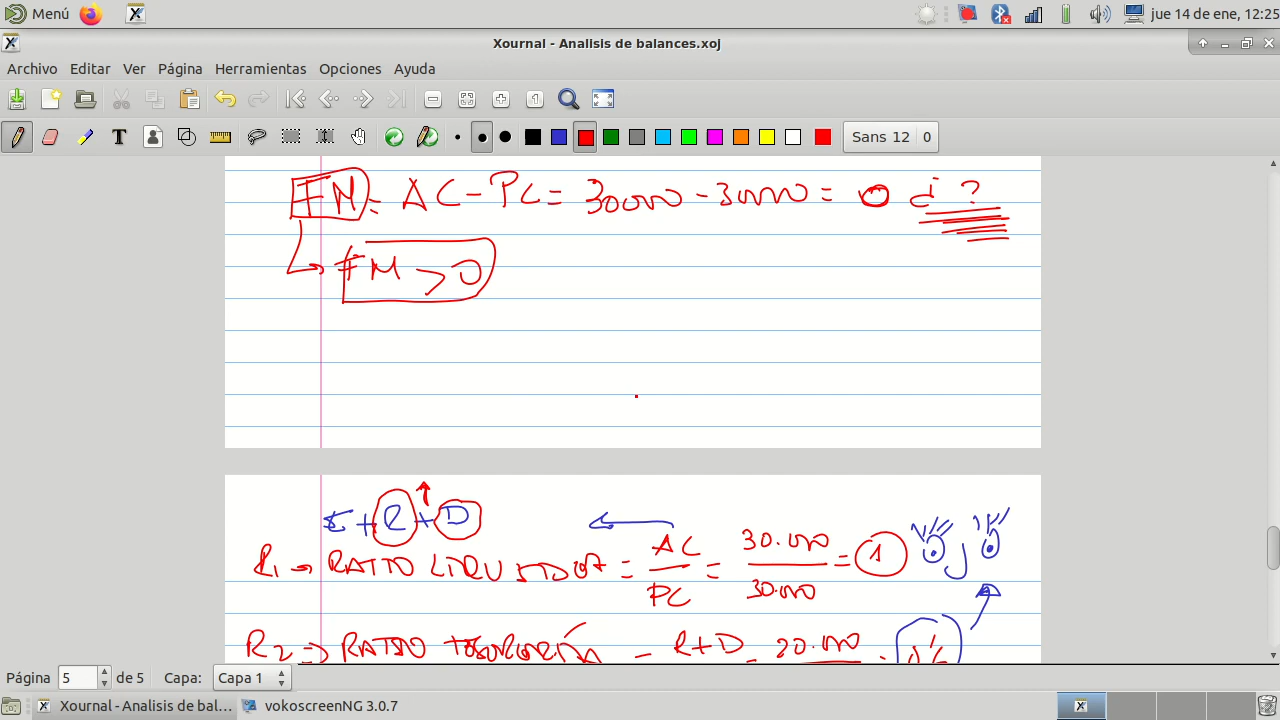 Menú
jue 14 de ene, 12:25
Xournal - Analisis de balances.xoj
Archivo Editar Ver Página Herramientas Opciones Ayuda
Sans 12 0
FM = AC - PC = 30000 - 30000 = 0 ¿?
FM > 0
E + R + D
R1 → RATIO LIQUIDEZ = AC / PC = 30.000 / 30.000 = 1
R2 → RATIO TESORERÍA = R+D = 20.000
Página 5 de 5 Capa: Capa 1
Xournal - Analisis de bal... vokoscreenNG 3.0.7